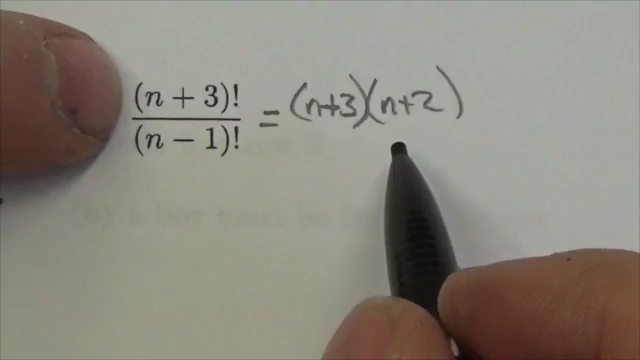 (n + 3)!
(n − 1)!
= (n+3)(n+2)